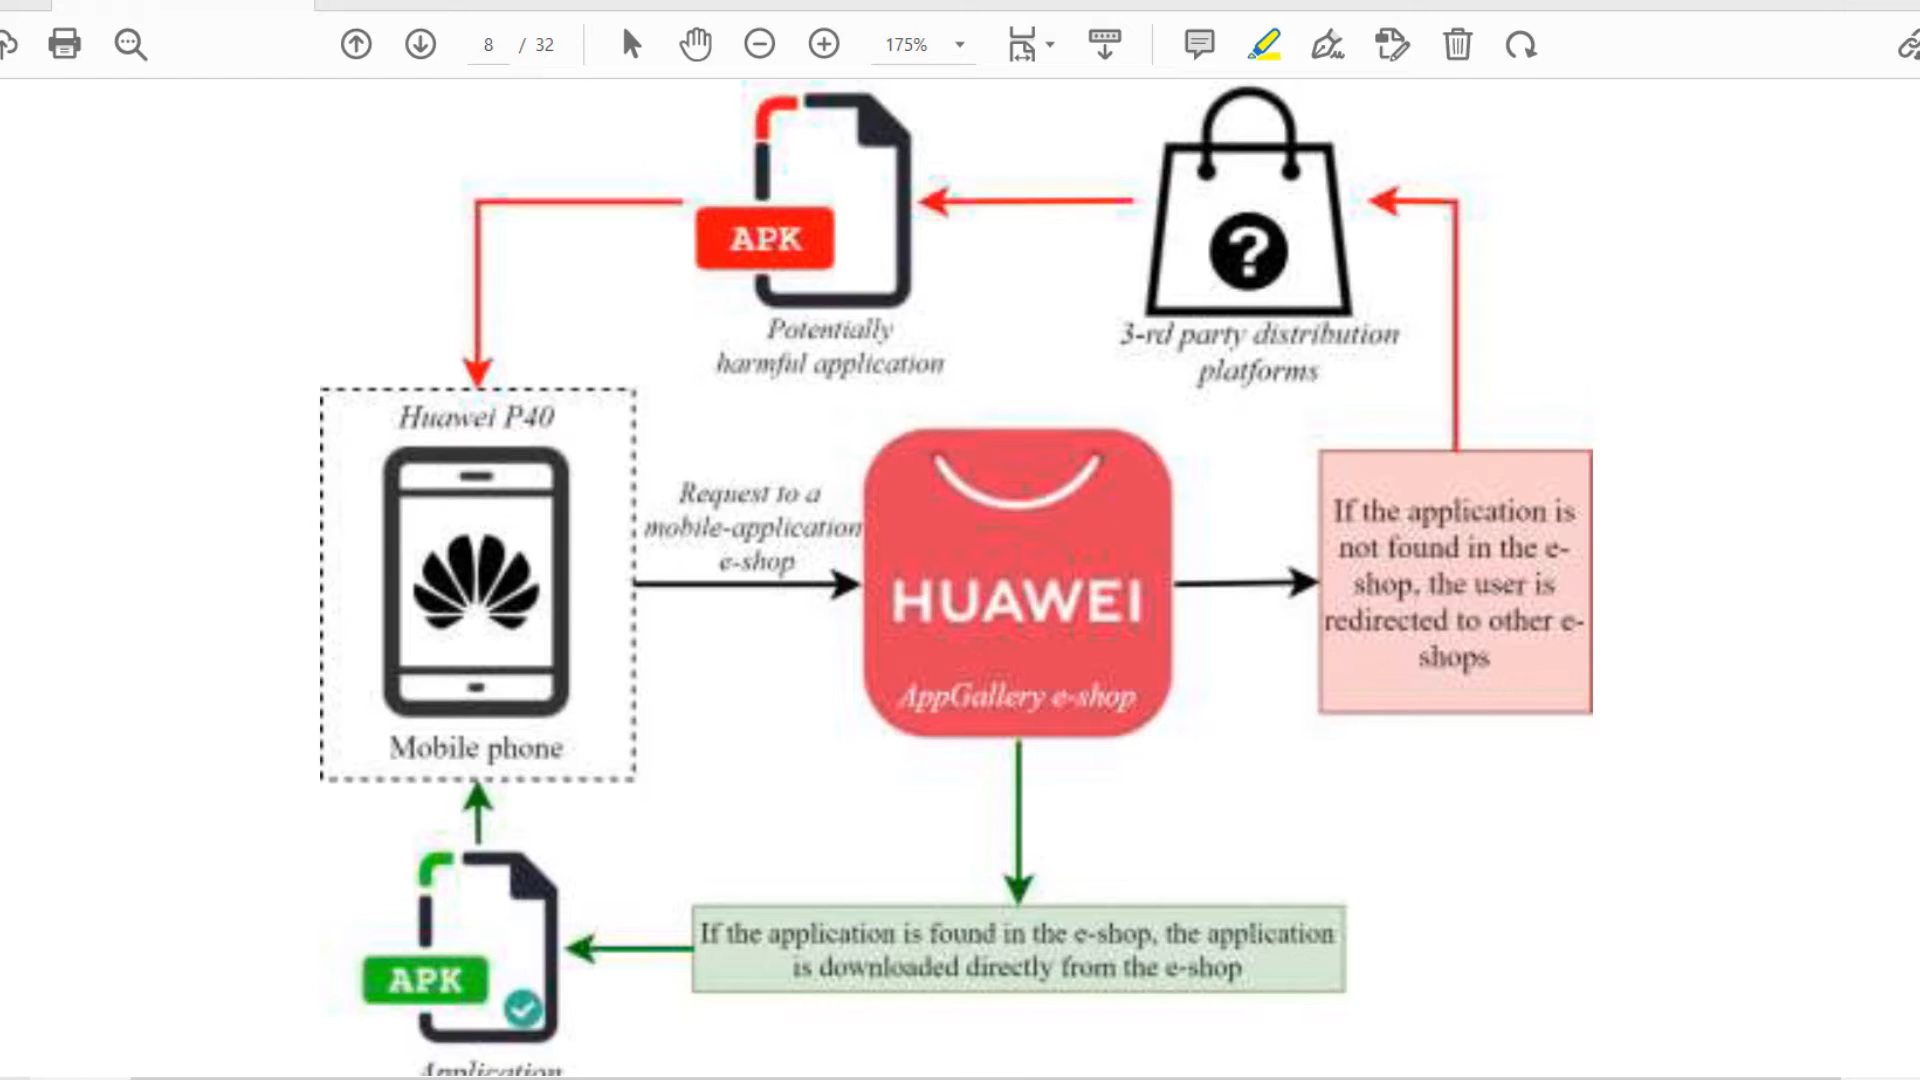 8 / 32
175%
APK
Potentially
harmful application
3-rd party distribution
platforms
Huawei P40
Mobile phone
Request to a
mobile-application
e-shop
HUAWEI
AppGallery e-shop
If the application is
not found in the e-
shop, the user is
redirected to other e-
shops
If the application is found in the e-shop, the application
is downloaded directly from the e-shop
APK
Application